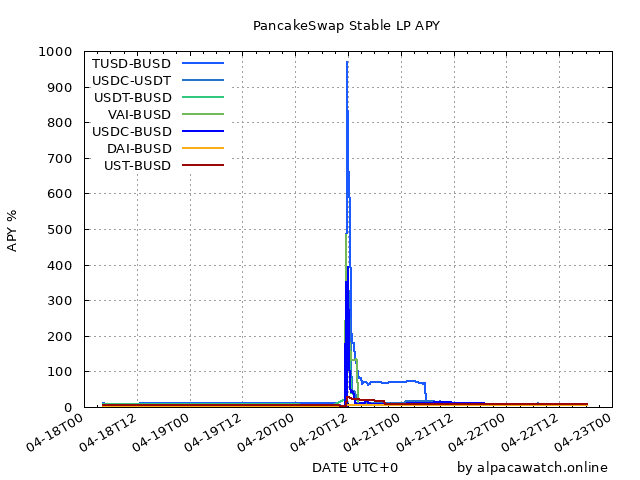 PancakeSwap Stable LP APY
1000
900
800
700
600
500
400
300
200
100
0
APY %
TUSD-BUSD
USDC-USDT
USDT-BUSD
VAI-BUSD
USDC-BUSD
DAI-BUSD
UST-BUSD
04-18T00
04-18T12
04-19T00
04-19T12
04-20T00
04-20T12
04-21T00
04-21T12
04-22T00
04-22T12
04-23T00
DATE UTC+0
by alpacawatch.online